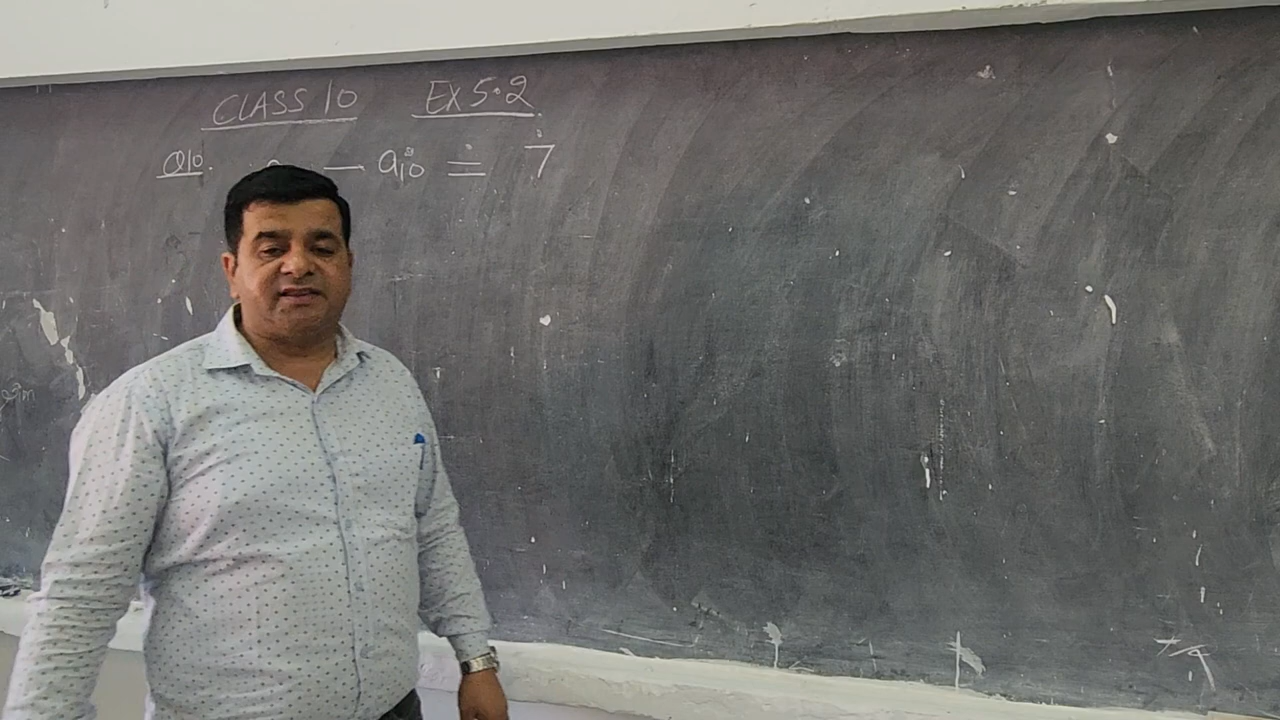 CLASS 10 EX 5.2
Q10. — a10 = 7